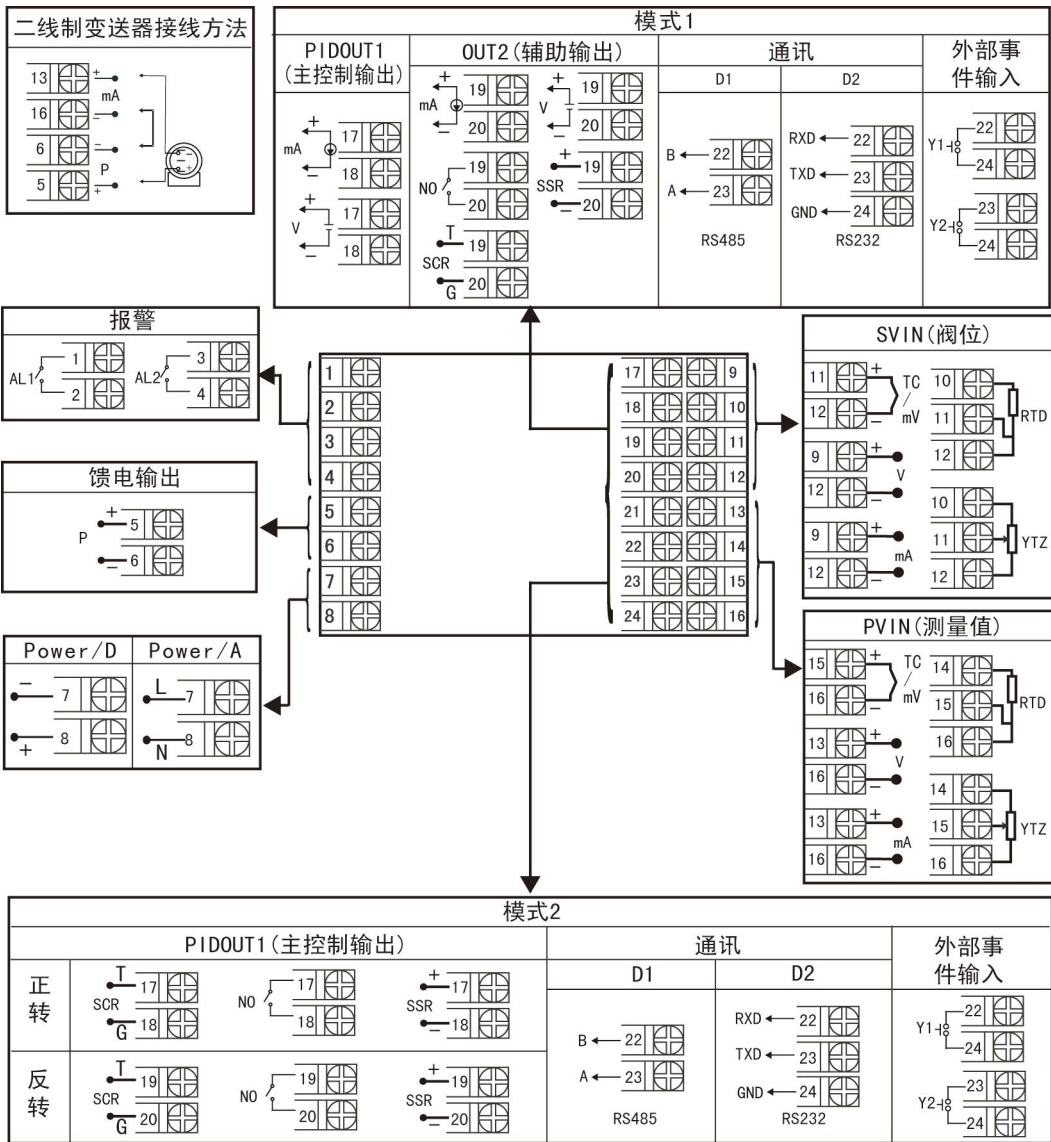 二线制变送器接线方法
13
+
mA
16
−
6
−
P
5
+
模式1
PIDOUT1
(主控制输出)
OUT2(辅助输出)
通讯
外部事
件输入
D1
D2
+
mA
−
17
18
+
V
−
17
18
+
mA
−
19
20
+
V
−
19
20
NO
19
20
+
SSR
−
19
20
T
SCR
G
19
20
B
22
A
23
RS485
RXD
22
TXD
23
GND
24
RS232
Y1
22
24
Y2
23
24
报警
AL1
1
2
AL2
3
4
馈电输出
+
P
−
5
6
Power/D
Power/A
−
7
+
8
L
7
N
8
1
2
3
4
5
6
7
8
17
9
18
10
19
11
20
12
21
13
22
14
23
15
24
16
SVIN(阀位)
11
+
12
−
TC
/
mV
10
11
12
RTD
9
+
V
12
−
9
+
mA
12
−
10
11
12
YTZ
PVIN(测量值)
15
+
16
−
TC
/
mV
14
15
16
RTD
13
+
V
16
−
13
+
mA
16
−
14
15
16
YTZ
模式2
PIDOUT1(主控制输出)
通讯
外部事
件输入
D1
D2
正
转
T
SCR
G
17
18
NO
17
18
+
SSR
−
17
18
反
转
T
SCR
G
19
20
NO
19
20
+
SSR
−
19
20
B
22
A
23
RS485
RXD
22
TXD
23
GND
24
RS232
Y1
22
24
Y2
23
24